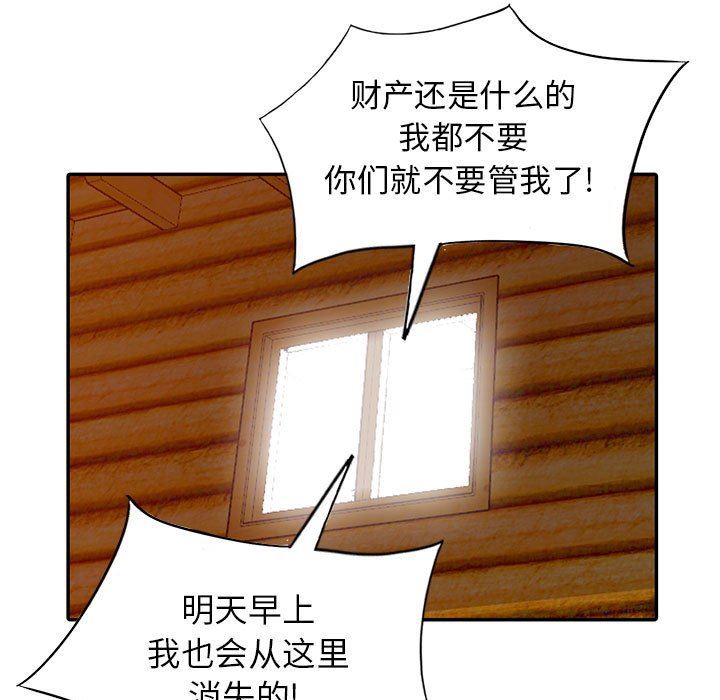 财产还是什么的
我都不要
你们就不要管我了!
明天早上
我也会从这里
消失的!